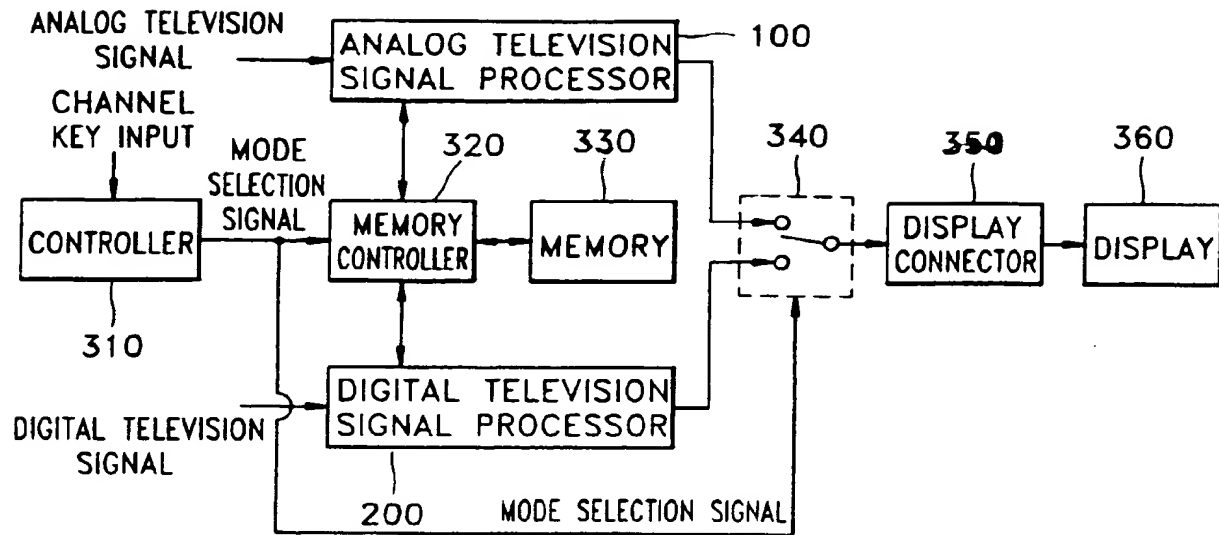 ANALOG TELEVISION
SIGNAL
ANALOG TELEVISION
SIGNAL PROCESSOR
100
CHANNEL
KEY INPUT
MODE
SELECTION
SIGNAL
320
330
340
350
360
CONTROLLER
MEMORY
CONTROLLER
MEMORY
DISPLAY
CONNECTOR
DISPLAY
310
DIGITAL TELEVISION
SIGNAL
DIGITAL TELEVISION
SIGNAL PROCESSOR
200
MODE SELECTION SIGNAL